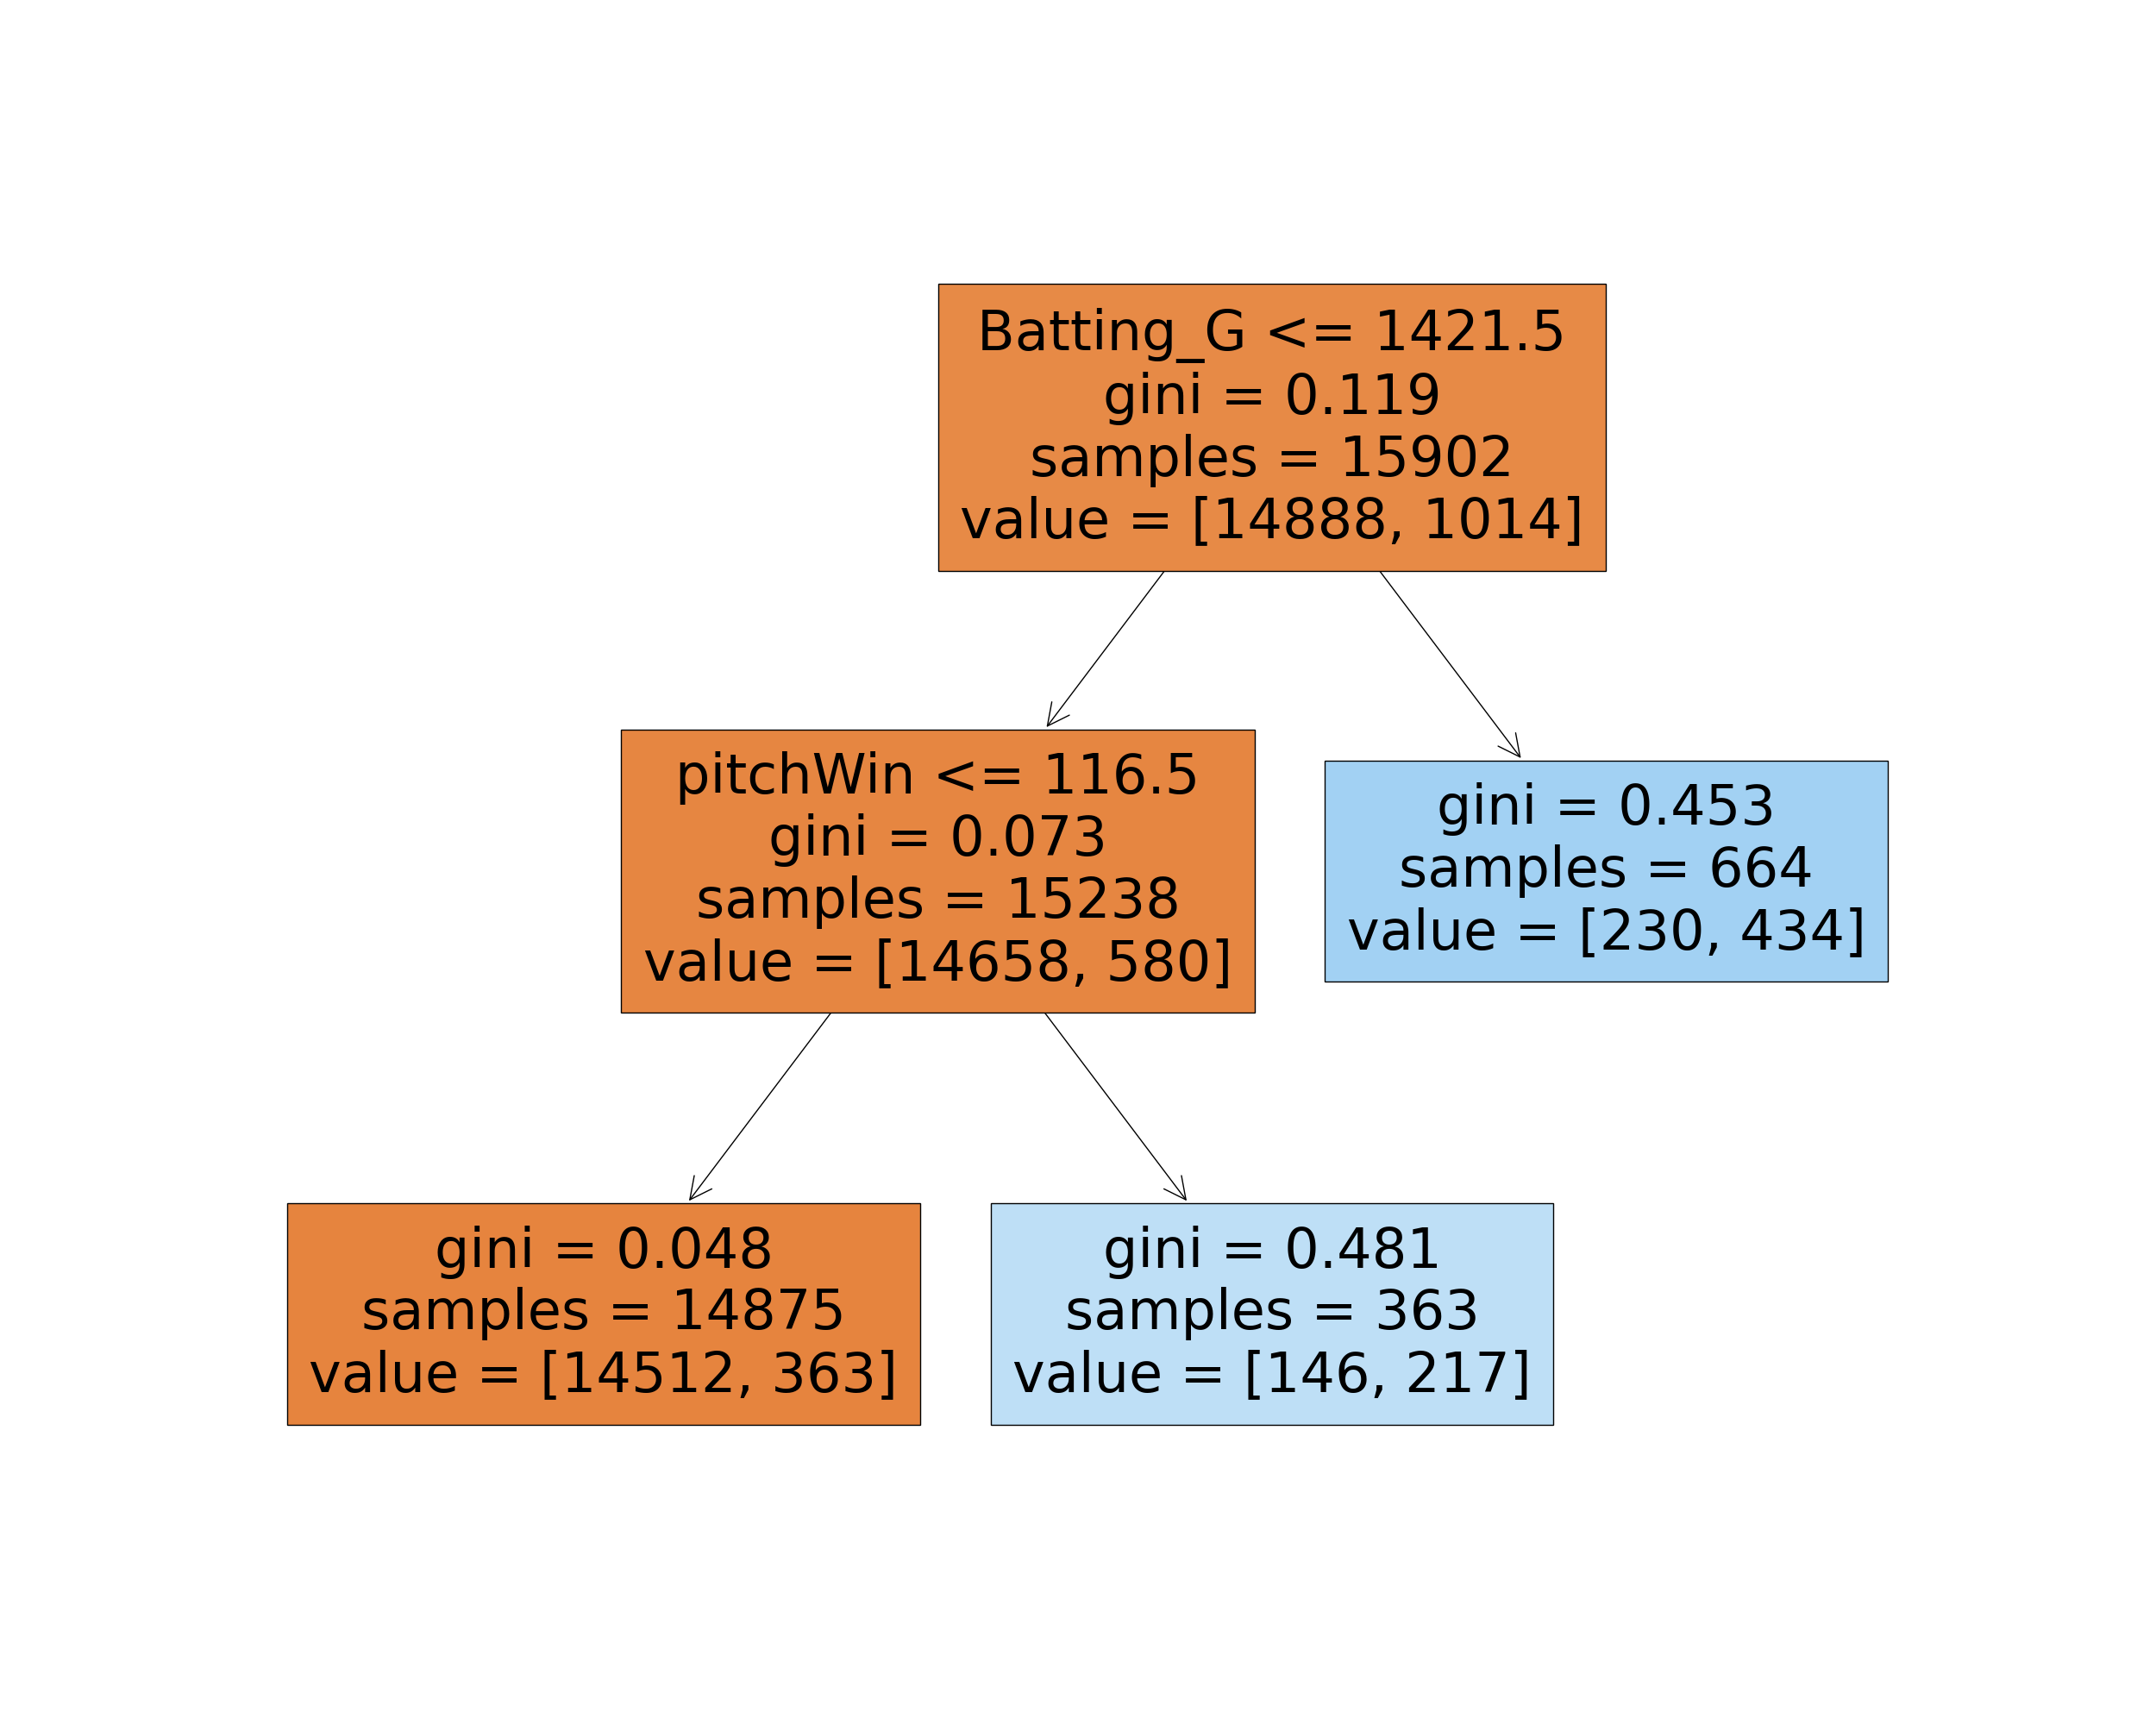 Batting_G <= 1421.5
gini = 0.119
samples = 15902
value = [14888, 1014]
pitchWin <= 116.5
gini = 0.073
samples = 15238
value = [14658, 580]
gini = 0.453
samples = 664
value = [230, 434]
gini = 0.048
samples = 14875
value = [14512, 363]
gini = 0.481
samples = 363
value = [146, 217]